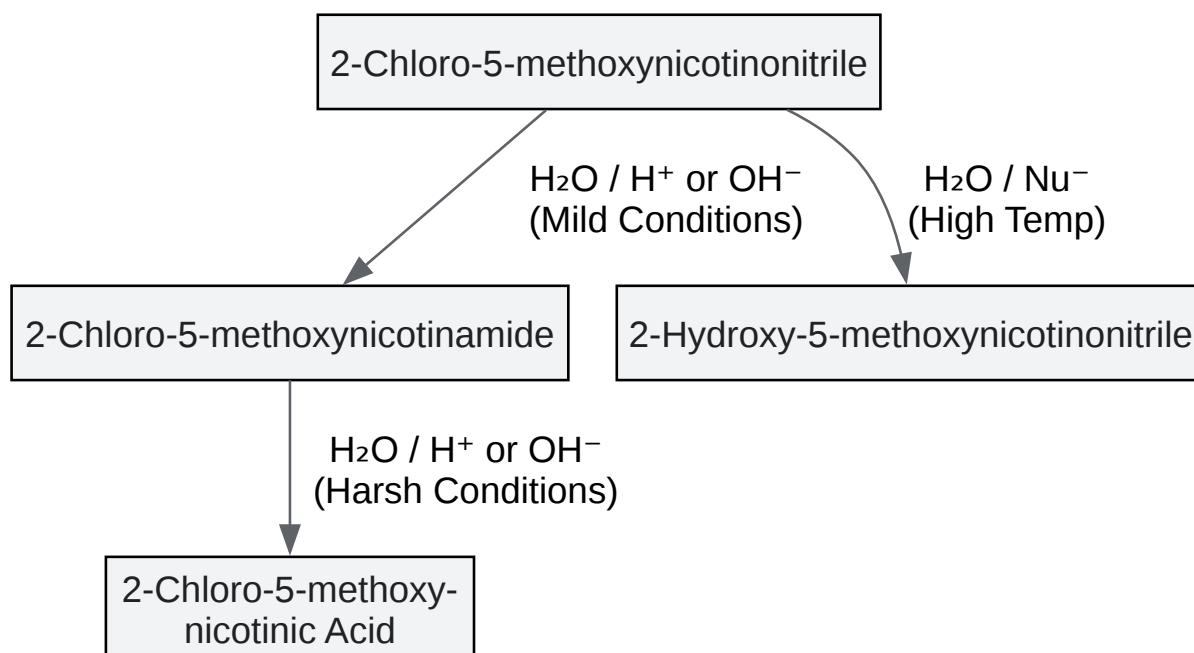 2-Chloro-5-methoxynicotinonitrile
H₂O / H⁺ or OH⁻
(Mild Conditions)
H₂O / Nu⁻
(High Temp)
2-Chloro-5-methoxynicotinamide
2-Hydroxy-5-methoxynicotinonitrile
H₂O / H⁺ or OH⁻
(Harsh Conditions)
2-Chloro-5-methoxy-
nicotinic Acid